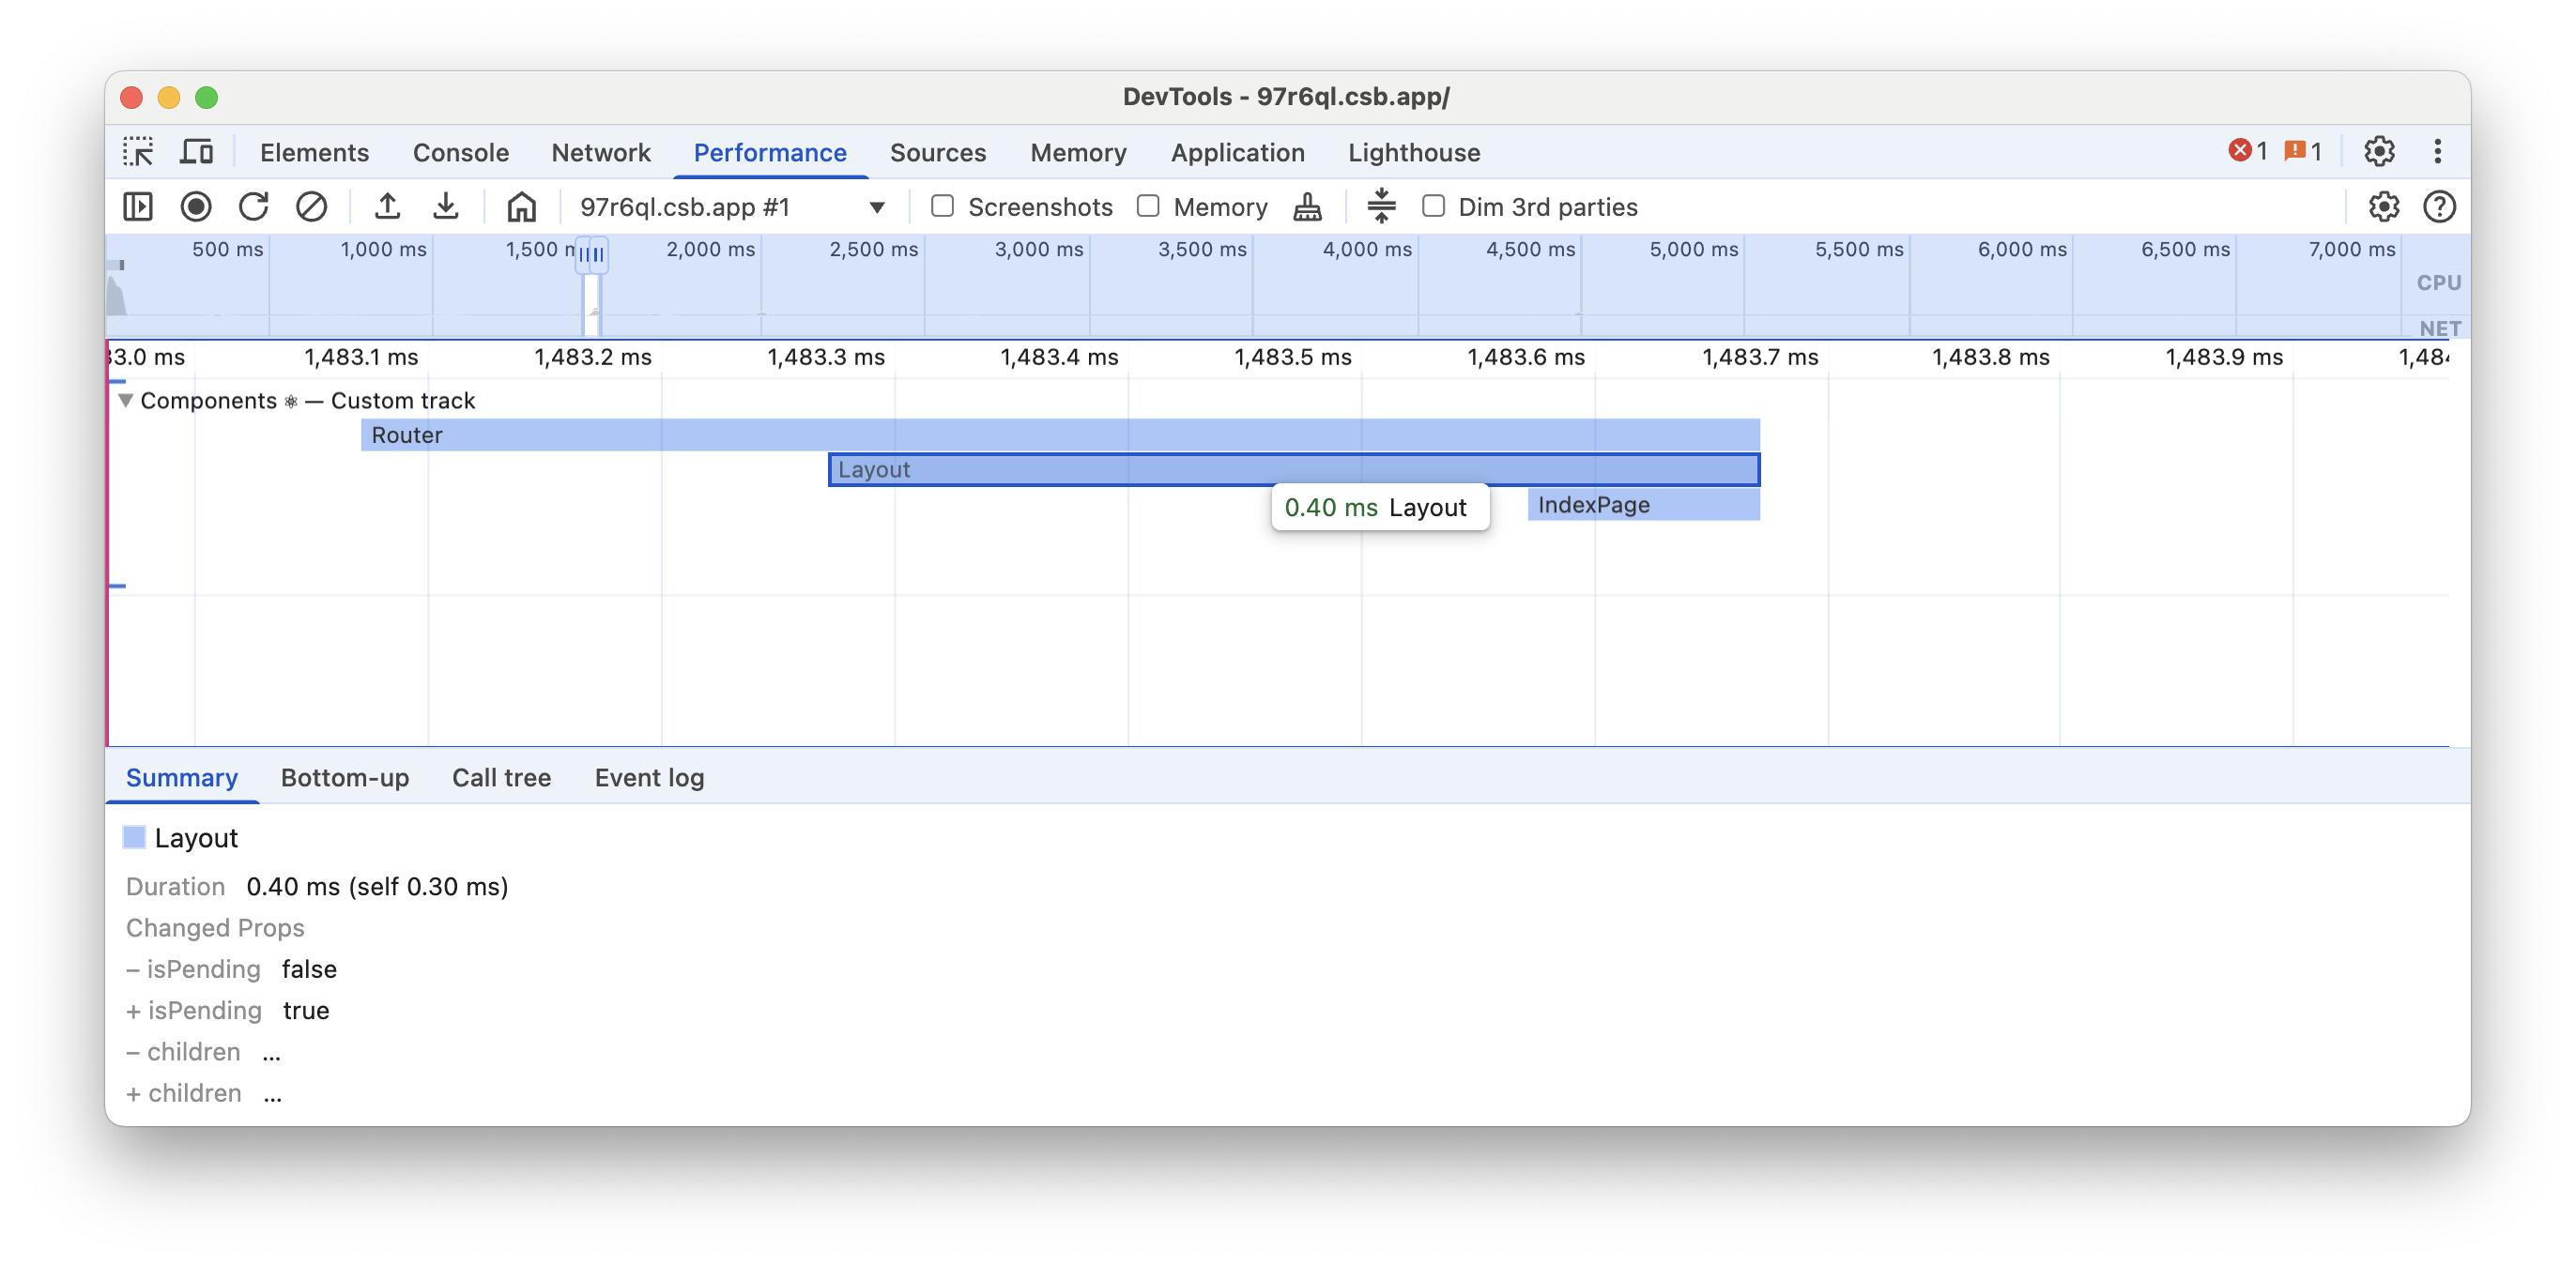 DevTools - 97r6ql.csb.app/
Elements Console Network Performance Sources Memory Application Lighthouse 1 1
97r6ql.csb.app #1 Screenshots Memory Dim 3rd parties
500 ms 1,000 ms 1,500 m 2,000 ms 2,500 ms 3,000 ms 3,500 ms 4,000 ms 4,500 ms 5,000 ms 5,500 ms 6,000 ms 6,500 ms 7,000 ms
CPU
NET
33.0 ms 1,483.1 ms 1,483.2 ms 1,483.3 ms 1,483.4 ms 1,483.5 ms 1,483.6 ms 1,483.7 ms 1,483.8 ms 1,483.9 ms 1,484
Components ⚛ — Custom track
Router
Layout
0.40 ms Layout
IndexPage
Summary Bottom-up Call tree Event log
Layout
Duration 0.40 ms (self 0.30 ms)
Changed Props
– isPending false
+ isPending true
– children …
+ children …